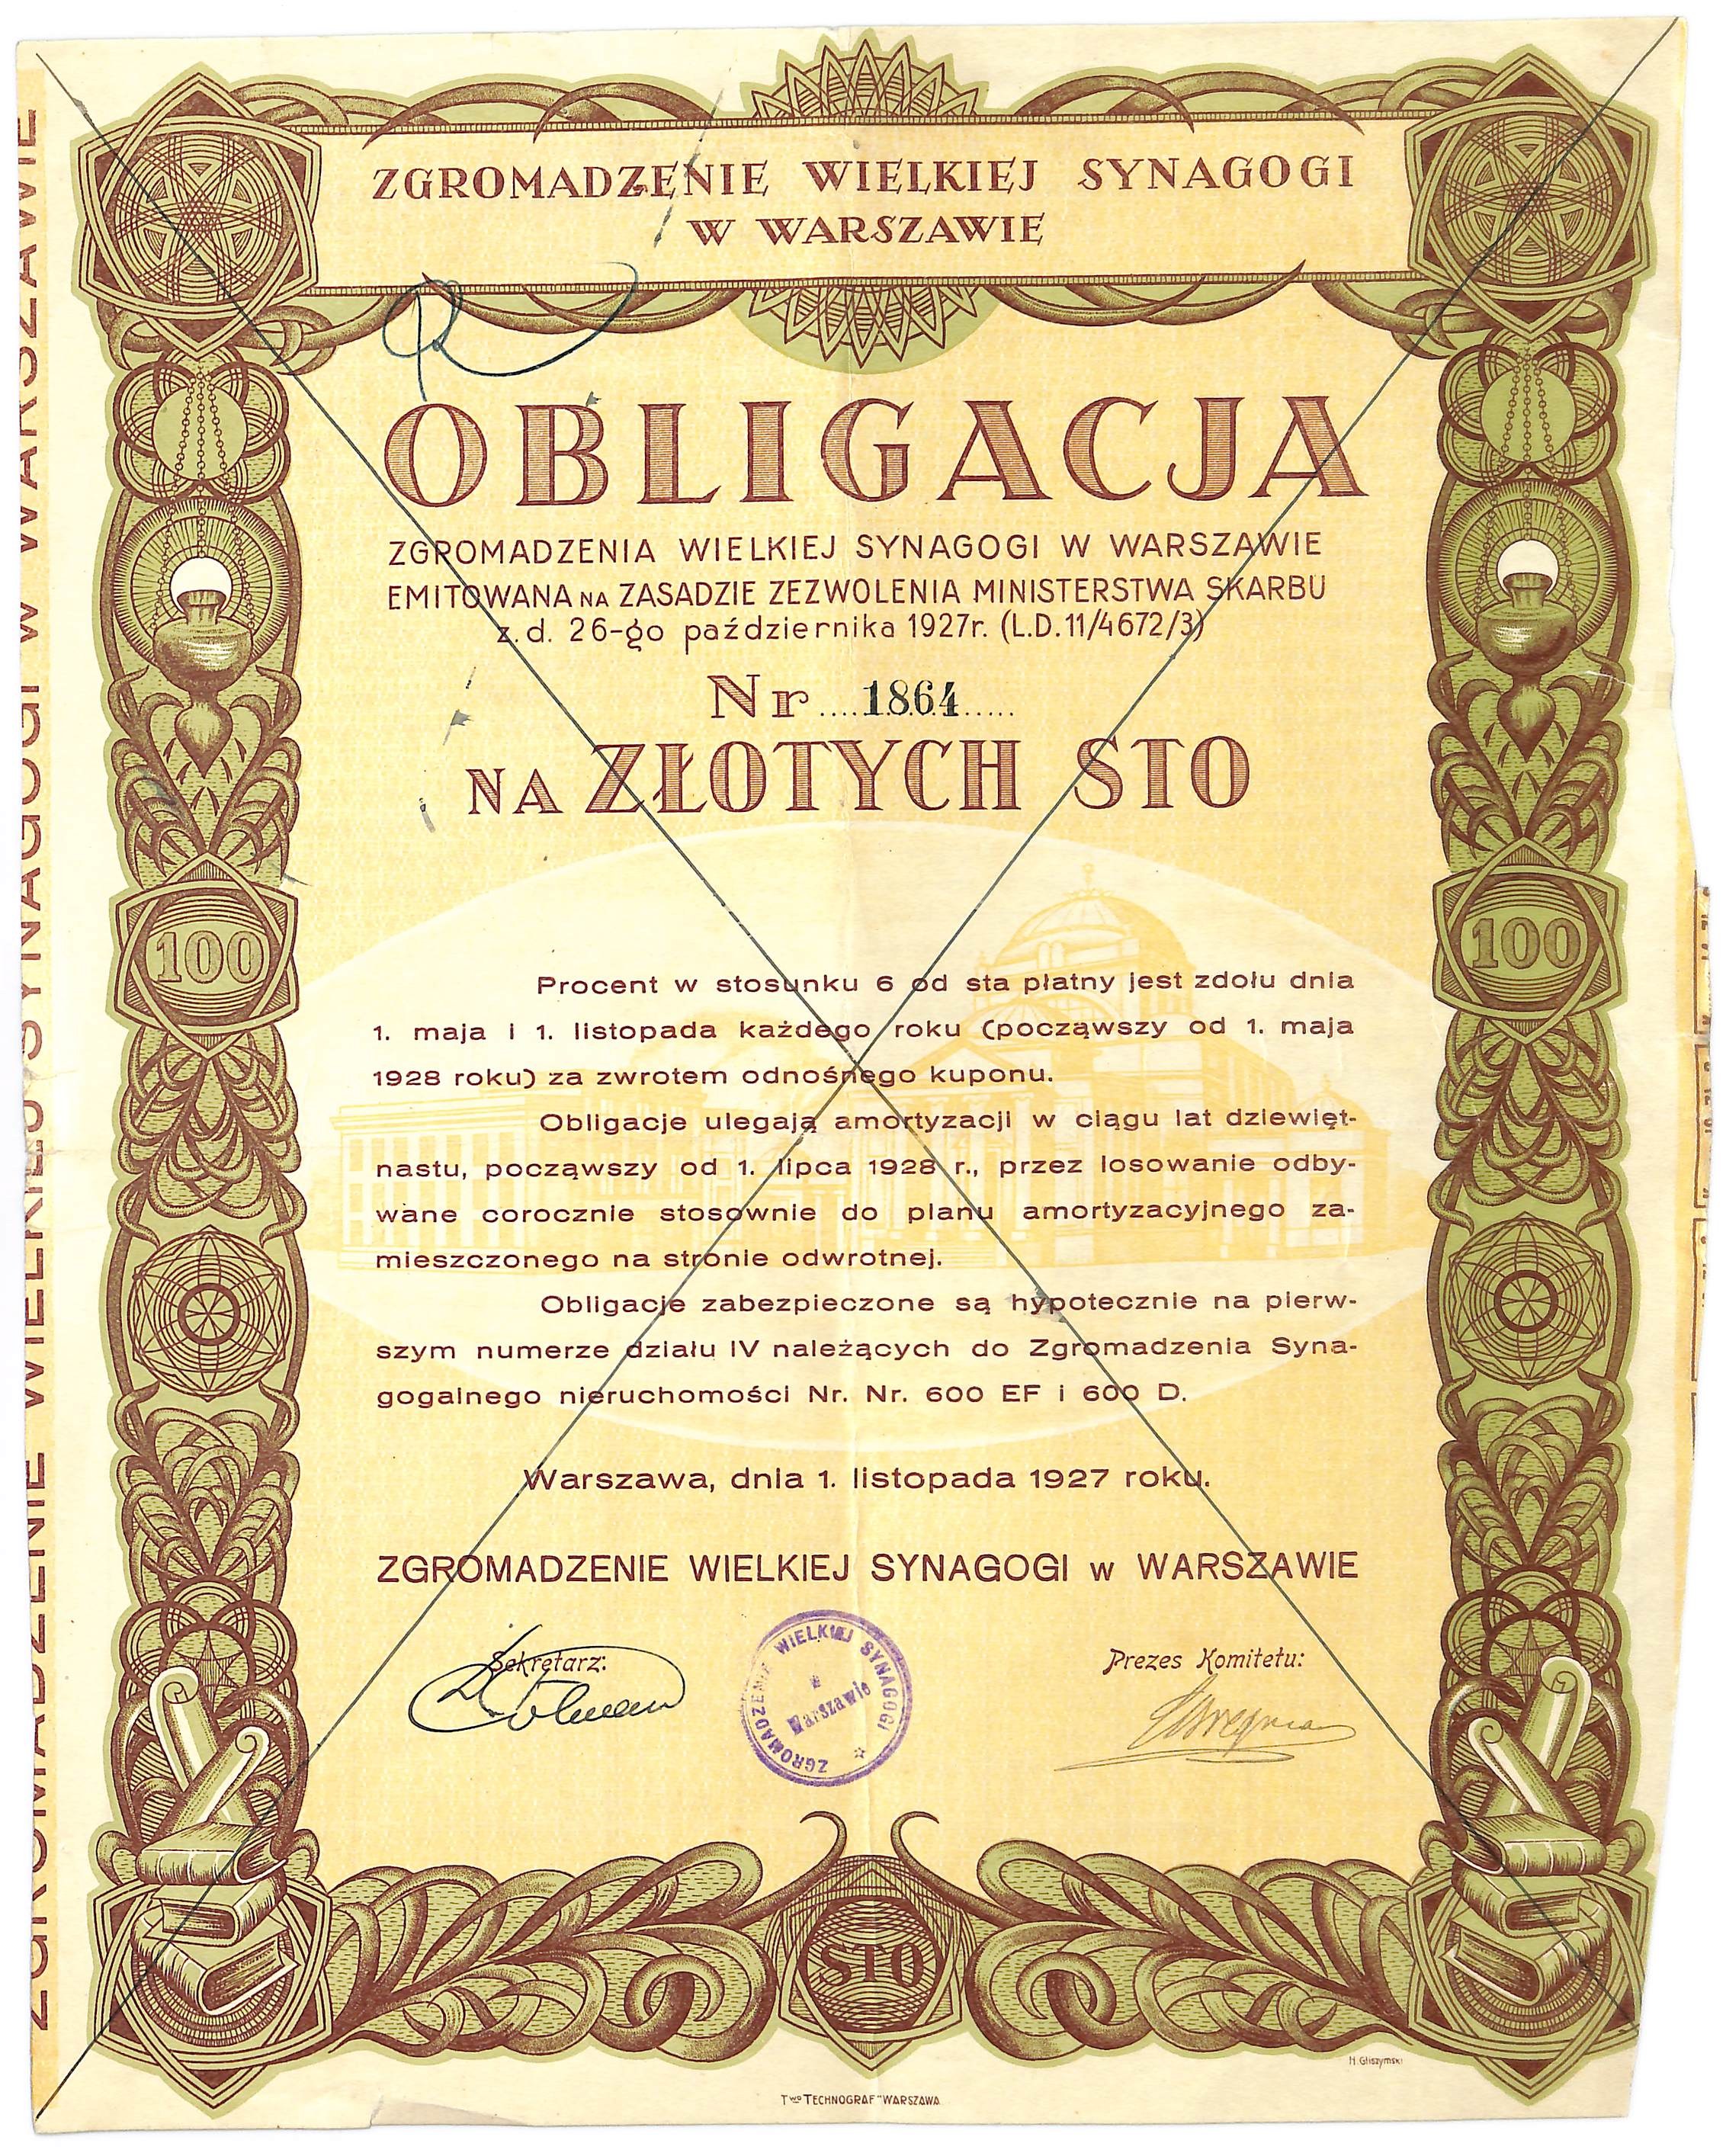 ZGROMADZENIE WIELKIEJ SYNAGOGI
W WARSZAWIE
OBLIGACJA
ZGROMADZENIA WIELKIEJ SYNAGOGI W WARSZAWIE
EMITOWANA NA ZASADZIE ZEZWOLENIA MINISTERSTWA SKARBU
z. d. 26-go października 1927r. (L.D. 11/4672/3)
Nr ....1864.....
NA ZŁOTYCH STO
100
100
Procent w stosunku 6 od sta płatny jest zdołu dnia
1. maja i 1. listopada każdego roku (począwszy od 1. maja
1928 roku) za zwrotem odnośnego kuponu.
Obligacje ulegają amortyzacji w ciągu lat dziewięt-
nastu, począwszy od 1. lipca 1928 r., przez losowanie odby-
wane corocznie stosownie do planu amortyzacyjnego za-
mieszczonego na stronie odwrotnej.
Obligacje zabezpieczone są hypotecznie na pierw-
szym numerze działu IV należących do Zgromadzenia Syna-
gogalnego nieruchomości Nr. Nr. 600 EF i 600 D.
Warszawa, dnia 1. listopada 1927 roku.
ZGROMADZENIE WIELKIEJ SYNAGOGI w WARSZAWIE
Sekretarz:
Prezes Komitetu:
ZGROMADZENIE WIELKIEJ SYNAGOGI
w Warszawie
STO
H. Gliszymski
Two TECHNOGRAF" WARSZAWA
ZGROMADZENIE WIELKIEJ SYNAGOGI W WARSZAWIE